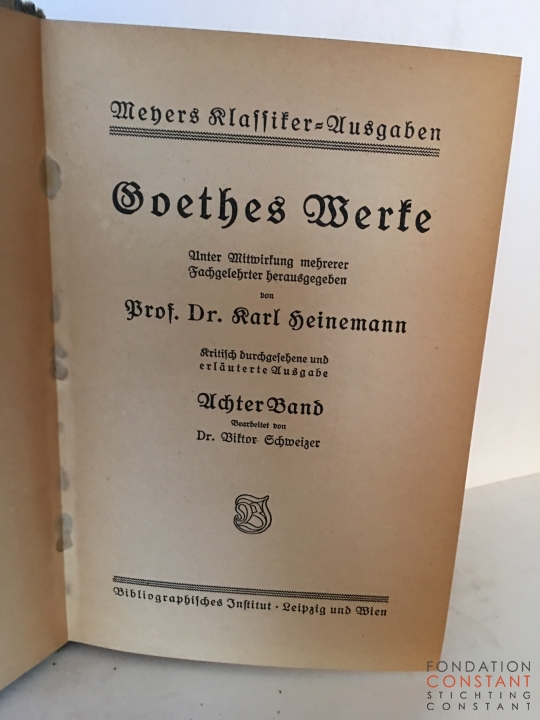 Meyers Klassiker-Ausgaben
Goethes Werke
Unter Mitwirkung mehrerer
Fachgelehrter herausgegeben
von
Prof. Dr. Karl Heinemann
Kritisch durchgesehene und
erläuterte Ausgabe
Achter Band
Bearbeitet von
Dr. Viktor Schweizer
Bibliographisches Institut · Leipzig und Wien
FONDATION
CONSTANT
STICHTING
CONSTANT